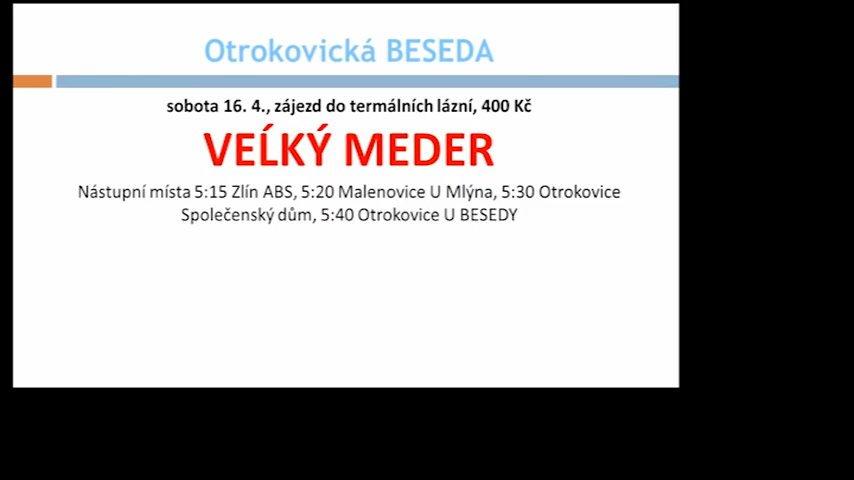 Otrokovická BESEDA
sobota 16. 4., zájezd do termálních lázní, 400 Kč
VEĹKÝ MEDER
Nástupní místa 5:15 Zlín ABS, 5:20 Malenovice U Mlýna, 5:30 Otrokovice
Společenský dům, 5:40 Otrokovice U BESEDY